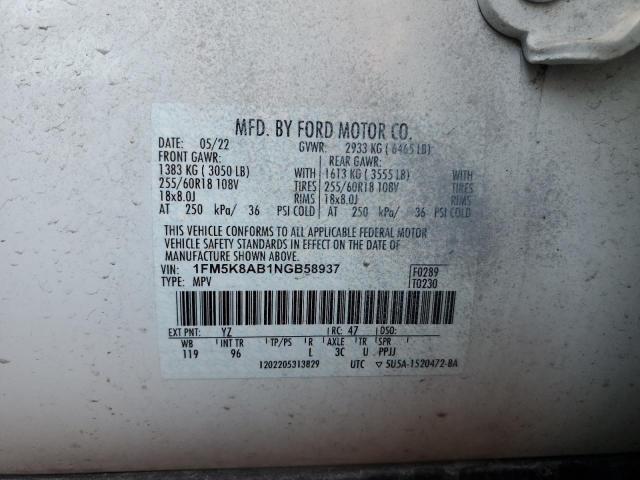 MFD. BY FORD MOTOR CO.
DATE: 05/22 GVWR: 2933 KG ( 6465 LB)
FRONT GAWR: REAR GAWR:
1383 KG ( 3050 LB) WITH 1613 KG ( 3555 LB) WITH
255/60R18 108V TIRES 255/60R18 108V TIRES
18x8.0J RIMS 18x8.0J RIMS
AT 250 kPa/ 36 PSI COLD AT 250 kPa/ 36 PSI COLD
THIS VEHICLE CONFORMS TO ALL APPLICABLE FEDERAL MOTOR
VEHICLE SAFETY STANDARDS IN EFFECT ON THE DATE OF
MANUFACTURE SHOWN ABOVE.
VIN: 1FM5K8AB1NGB58937 F0289
TYPE: MPV T0230
EXT PNT: YZ RC: 47 DSO:
WB INT TR TP/PS R AXLE TR SPR
119 96 L 3C U PPJJ
1202205313829 UTC ▽ 5U5A-1520472-BA